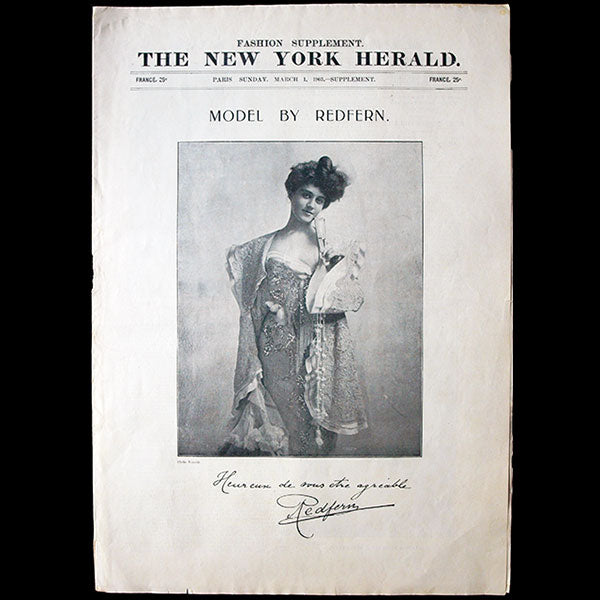 FASHION SUPPLEMENT.
THE NEW YORK HERALD.
FRANCE, 25c PARIS SUNDAY, MARCH 1, 1903.—SUPPLEMENT. FRANCE, 25c
MODEL BY REDFERN.
Heureux de vous être agréable
Redfern